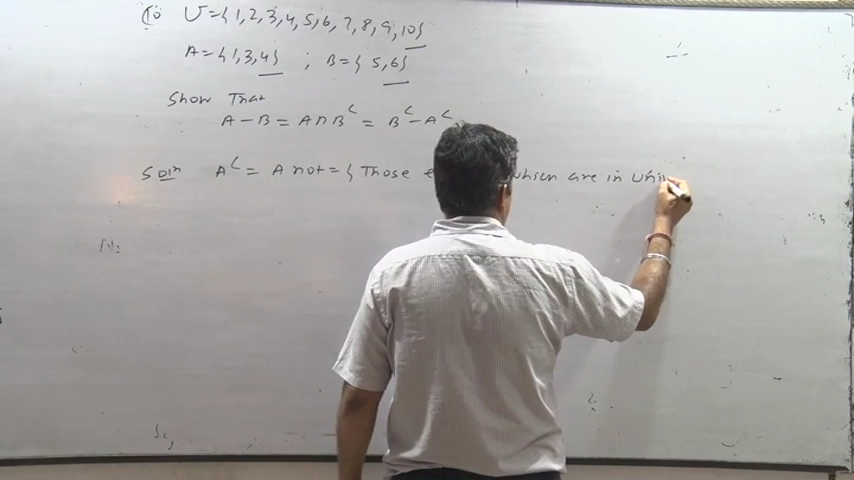 U = { 1, 2, 3, 4, 5, 6, 7, 8, 9, 10}
A = { 1, 3, 4} ; B = { 5, 6}
Show That
A - B = A ∩ B^c = B^c - A^c
Soln A^c = A not = { Those which are in Uni